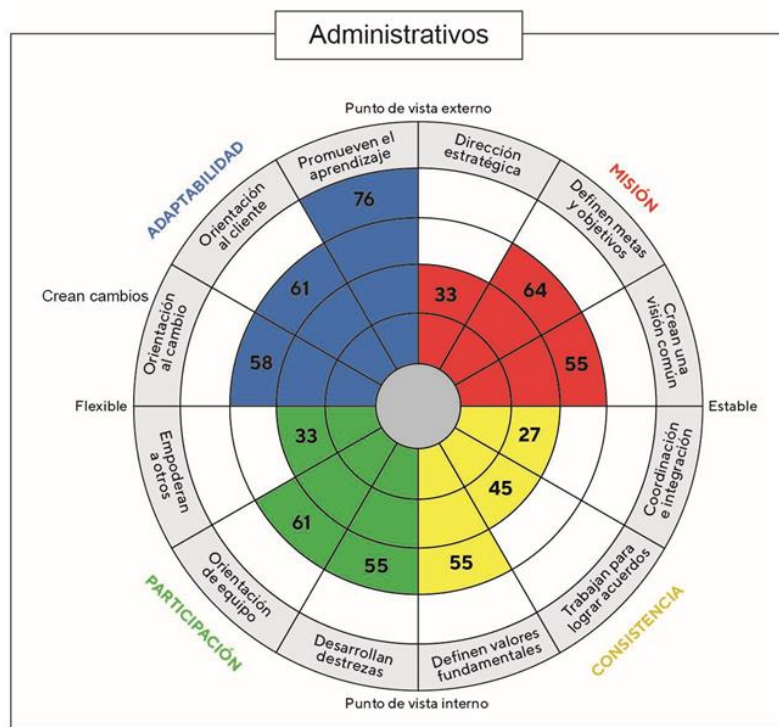 Administrativos
Punto de vista externo
ADAPTABILIDAD
MISIÓN
Promueven el
aprendizaje
76
Dirección
estratégica
33
Definen metas
y objetivos
64
Crean una
visión común
55
Orientación
al cliente
61
Crean cambios
Orientación
al cambio
58
Flexible
Estable
Empoderan
a otros
33
Orientación
de equipo
61
Desarrollan
destrezas
55
Definen valores
fundamentales
55
Trabajan para
lograr acuerdos
45
Coordinación
e integración
27
PARTICIPACIÓN
CONSISTENCIA
Punto de vista interno